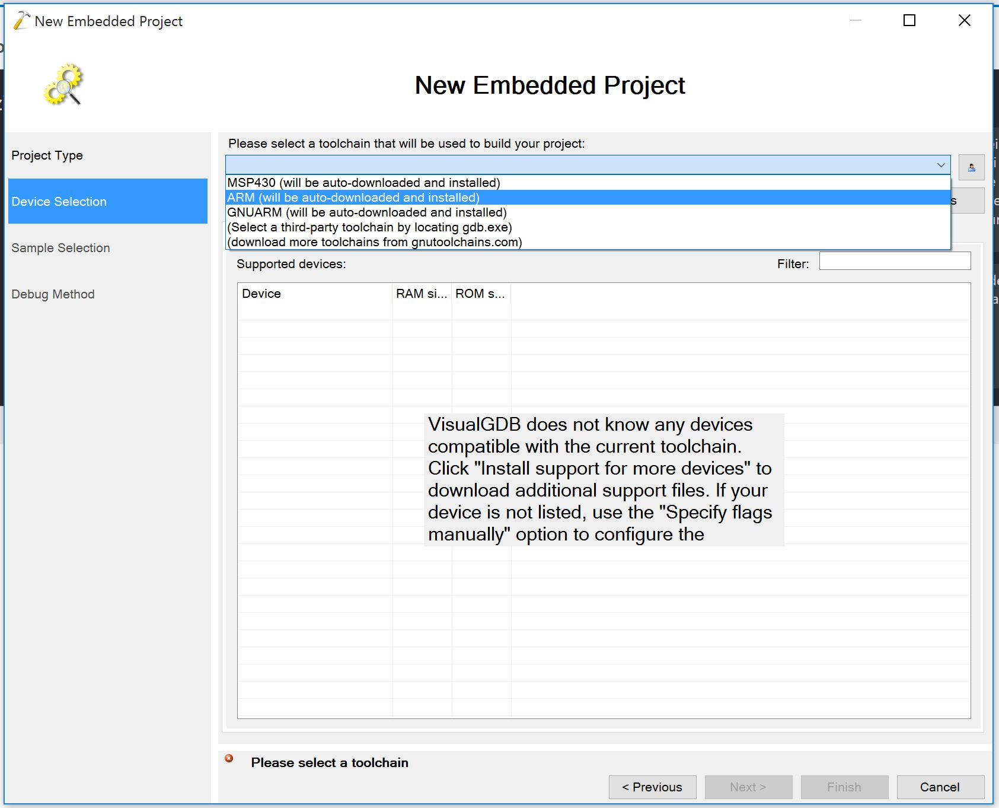 New Embedded Project
New Embedded Project
Project Type
Device Selection
Sample Selection
Debug Method
Please select a toolchain that will be used to build your project:
MSP430 (will be auto-downloaded and installed)
ARM (will be auto-downloaded and installed)
GNUARM (will be auto-downloaded and installed)
(Select a third-party toolchain by locating gdb.exe)
(download more toolchains from gnutoolchains.com)
s
Supported devices:
Filter:
Device RAM si... ROM s...
VisualGDB does not know any devices
compatible with the current toolchain.
Click "Install support for more devices" to
download additional support files. If your
device is not listed, use the "Specify flags
manually" option to configure the
Please select a toolchain
< Previous Next > Finish Cancel